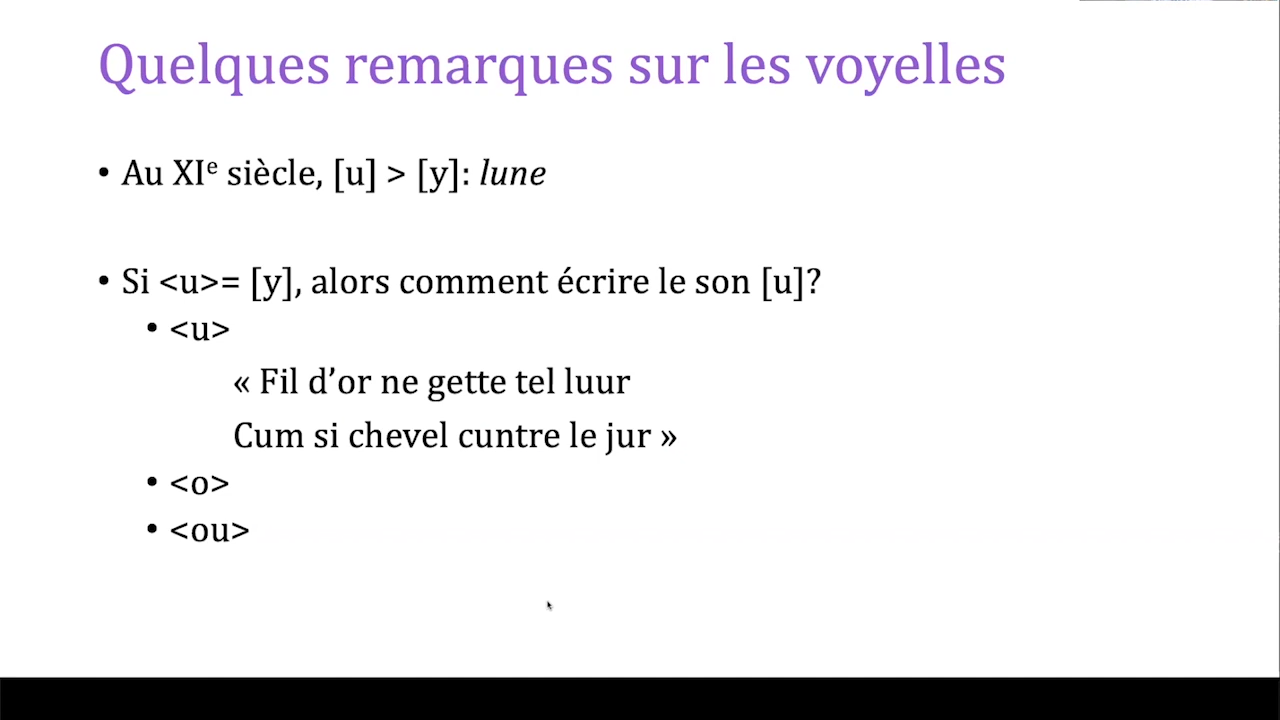 Quelques remarques sur les voyelles
• Au XIᵉ siècle, [u] > [y]: lune
• Si <u>= [y], alors comment écrire le son [u]?
• <u>
« Fil d’or ne gette tel luur
Cum si chevel cuntre le jur »
• <o>
• <ou>